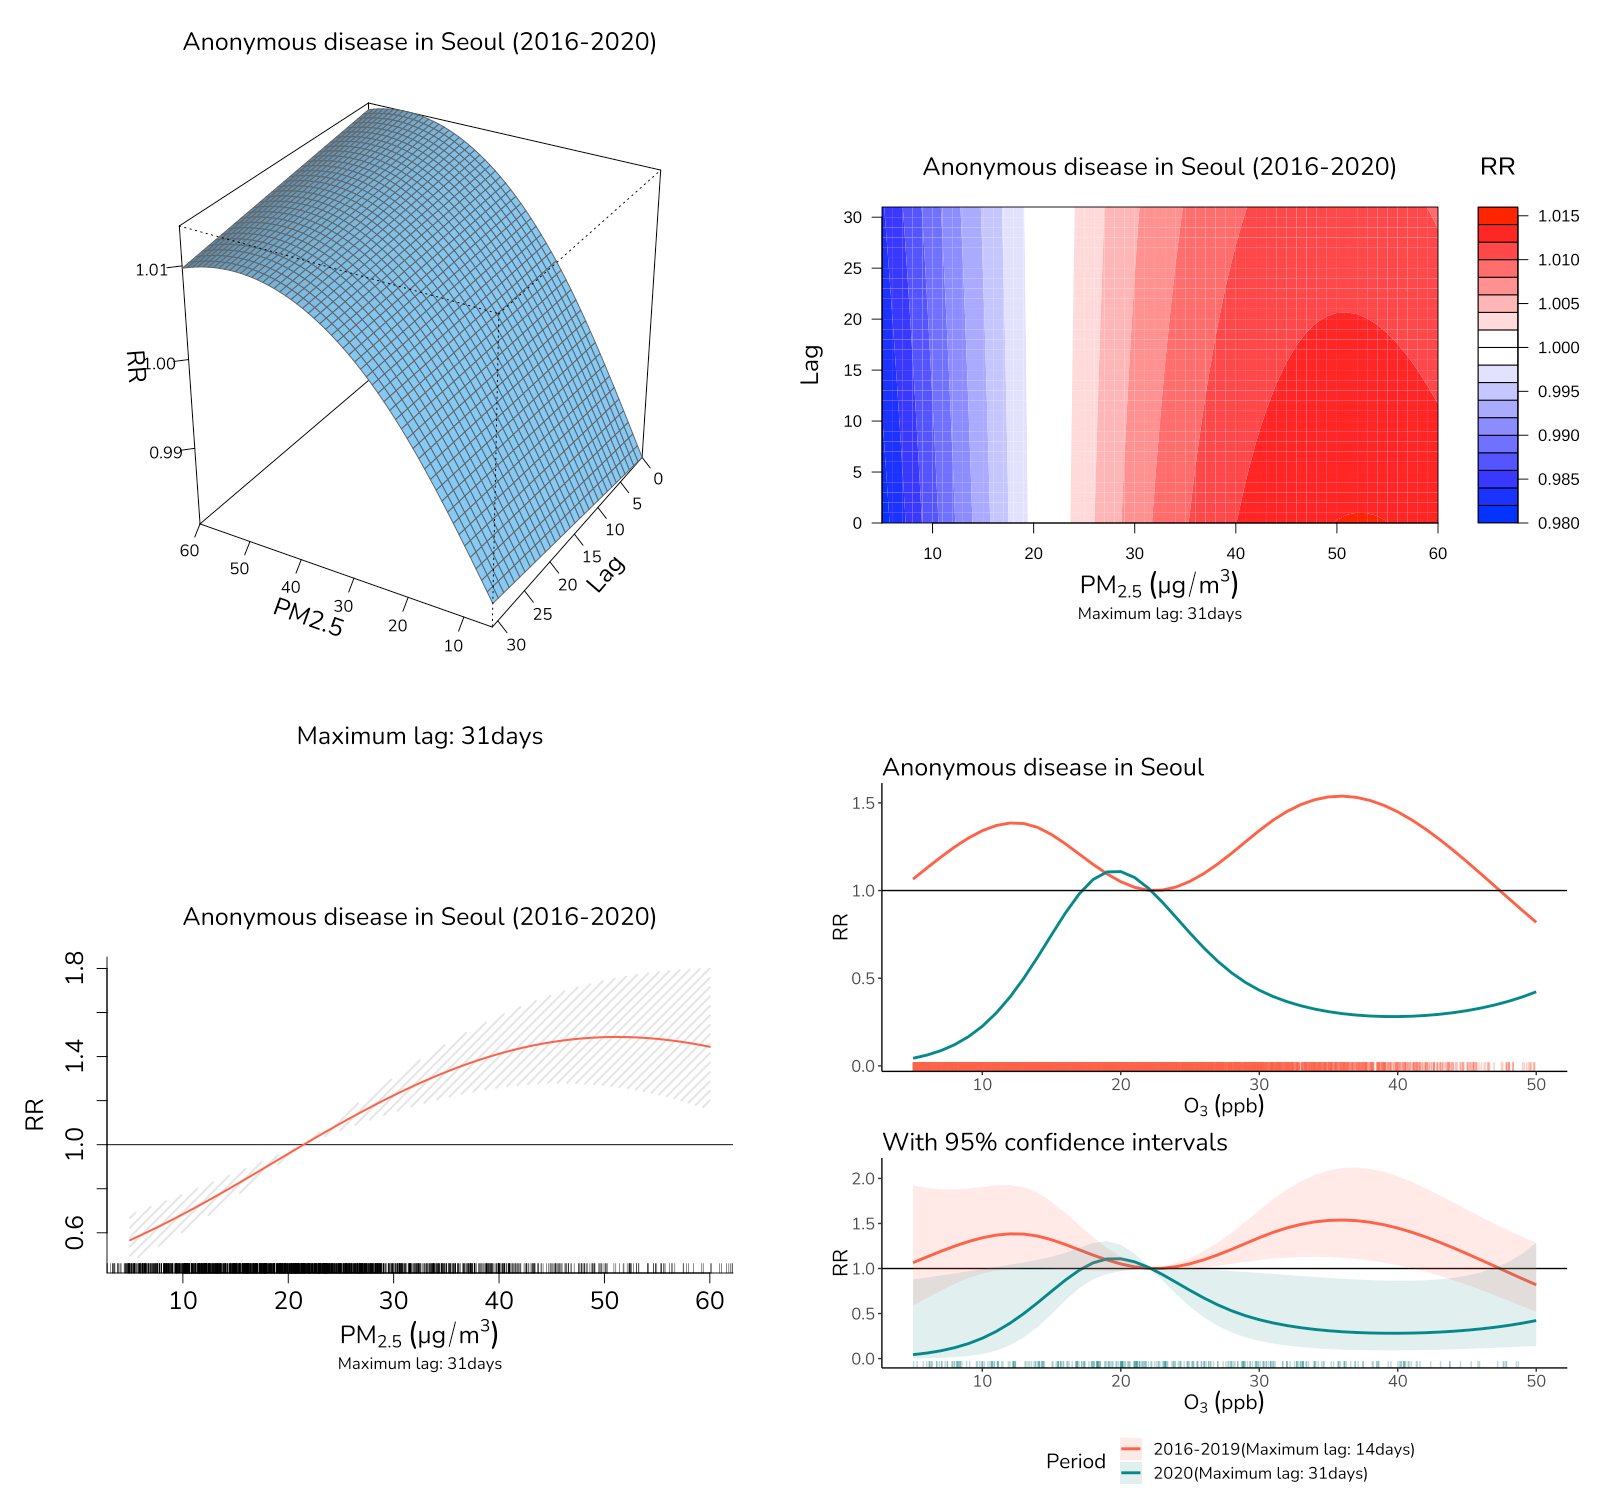 Anonymous disease in Seoul (2016-2020)
1.01
1.00
0.99
RR
60
50
40
30
20
10
PM2.5
0
5
10
15
20
25
30
Lag
Maximum lag: 31days
Anonymous disease in Seoul (2016-2020)
RR
30
25
20
15
10
5
0
Lag
10 20 30 40 50 60
PM2.5 (µg/m³)
Maximum lag: 31days
1.015
1.010
1.005
1.000
0.995
0.990
0.985
0.980
Anonymous disease in Seoul (2016-2020)
1.8
1.4
1.0
0.6
RR
10 20 30 40 50 60
PM2.5 (µg/m³)
Maximum lag: 31days
Anonymous disease in Seoul
1.5
1.0
0.5
0.0
RR
10 20 30 40 50
O3 (ppb)
With 95% confidence intervals
2.0
1.5
1.0
0.5
0.0
RR
10 20 30 40 50
O3 (ppb)
Period
2016-2019(Maximum lag: 14days)
2020(Maximum lag: 31days)